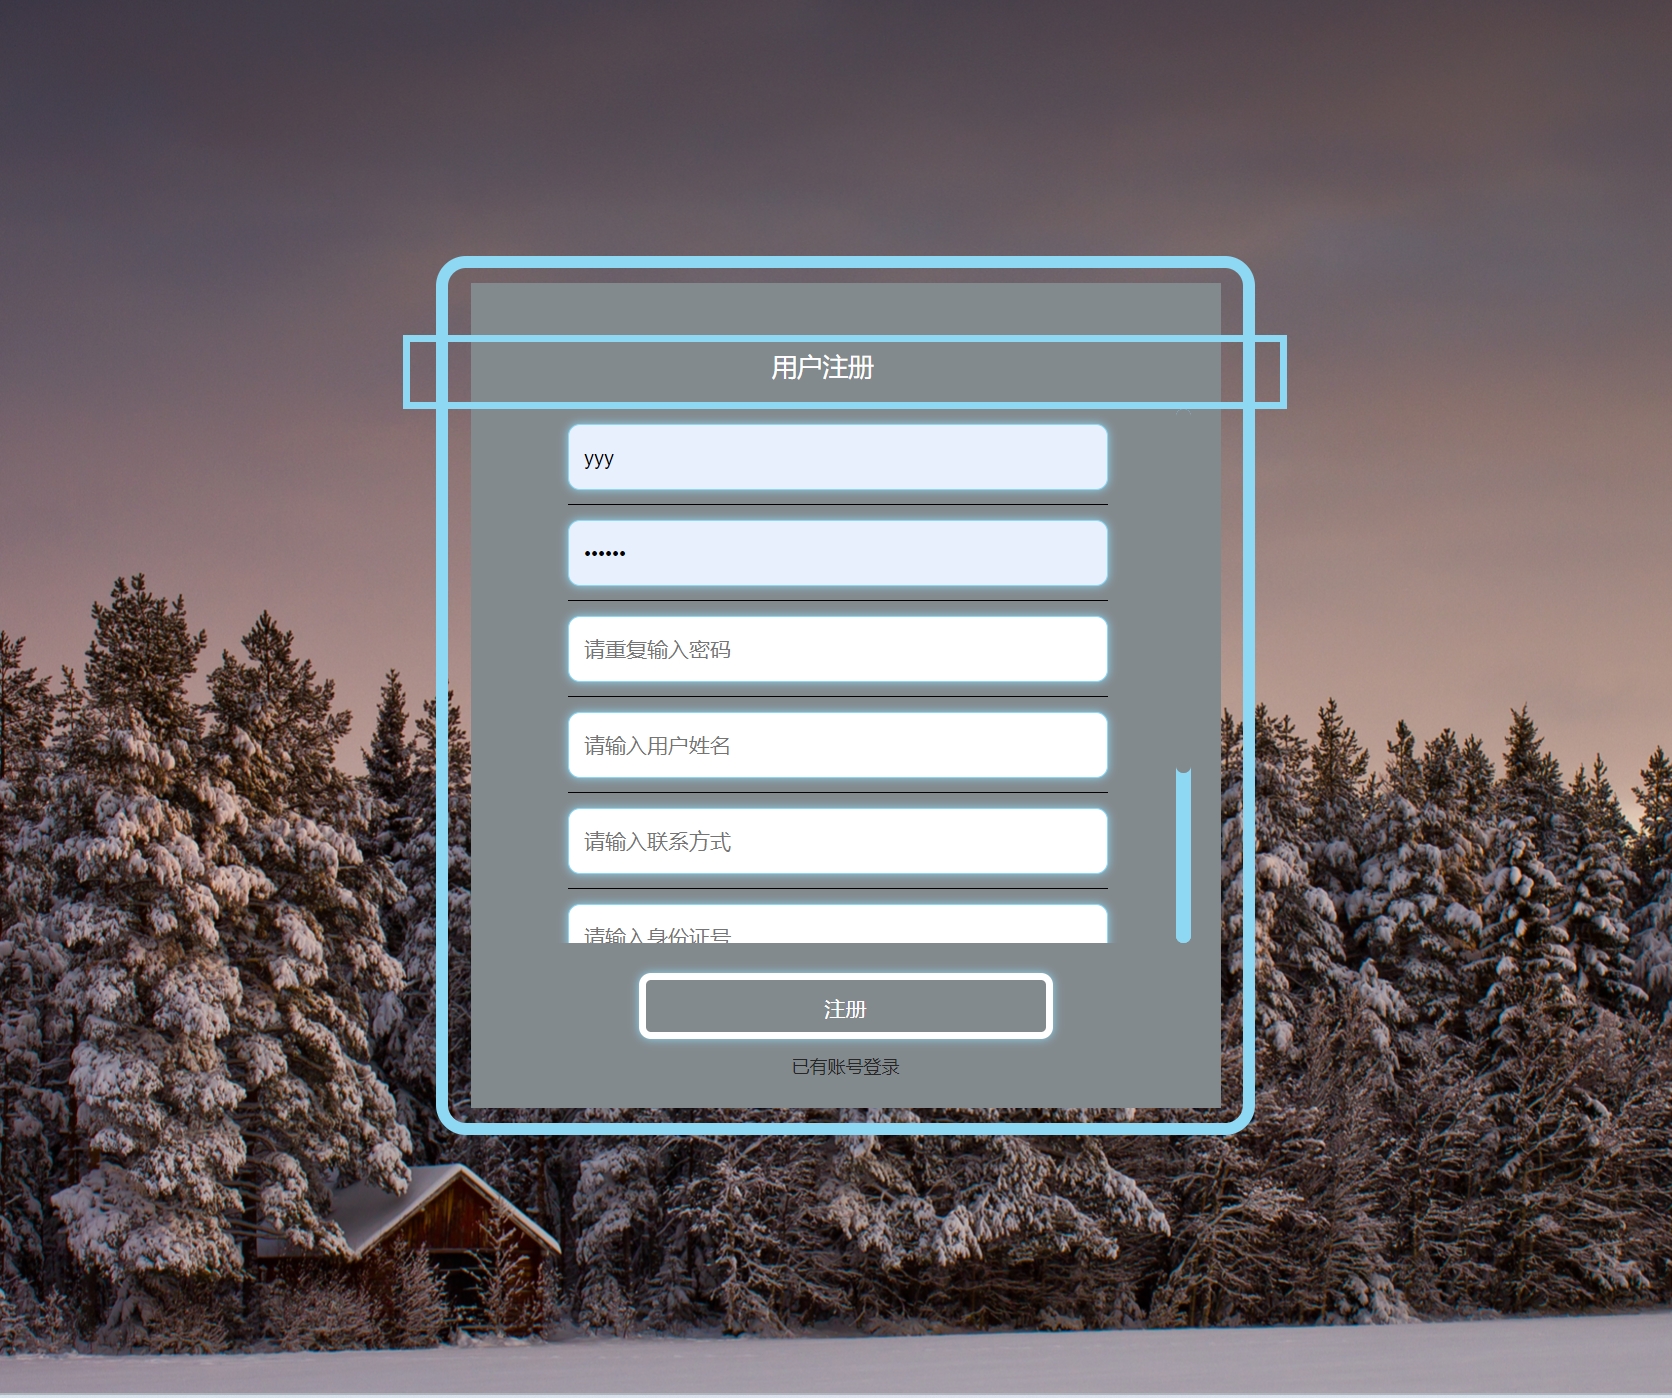 用户注册
yyy
••••••
请重复输入密码
请输入用户姓名
请输入联系方式
请输入身份证号
注册
已有账号登录